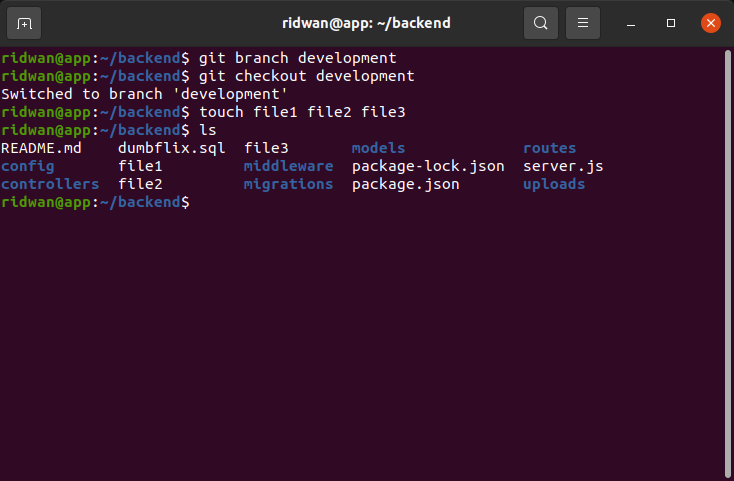 ridwan@app: ~/backend
ridwan@app:~/backend$ git branch development
ridwan@app:~/backend$ git checkout development
Switched to branch 'development'
ridwan@app:~/backend$ touch file1 file2 file3
ridwan@app:~/backend$ ls
README.md    dumbflix.sql  file3       models             routes
config       file1         middleware  package-lock.json  server.js
controllers  file2         migrations  package.json       uploads
ridwan@app:~/backend$